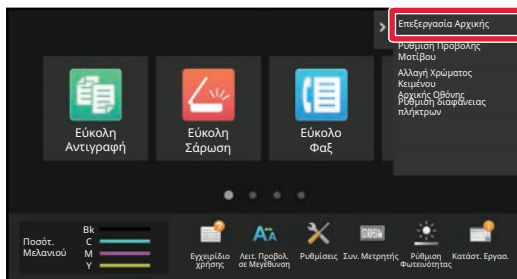 Επεξεργασία Αρχικής
Ρύθμιση Προβολής
Μοτίβου
Αλλαγή Χρώματος
Κειμένου
Αρχικής Οθόνης
Ρύθμιση διαφάνειας
πλήκτρων
Εύκολη
Αντιγραφή
Εύκολη
Σάρωση
Εύκολο
Φαξ
Ποσότ.
Μελανιού
Bk
C
M
Y
Εγχειρίδιο
χρήσης
Λειτ. Προβολ.
σε Μεγέθυνση
Ρυθμίσεις
Συν. Μετρητής
Ρύθμιση
Φωτεινότητας
Κατάστ. Εργασ.